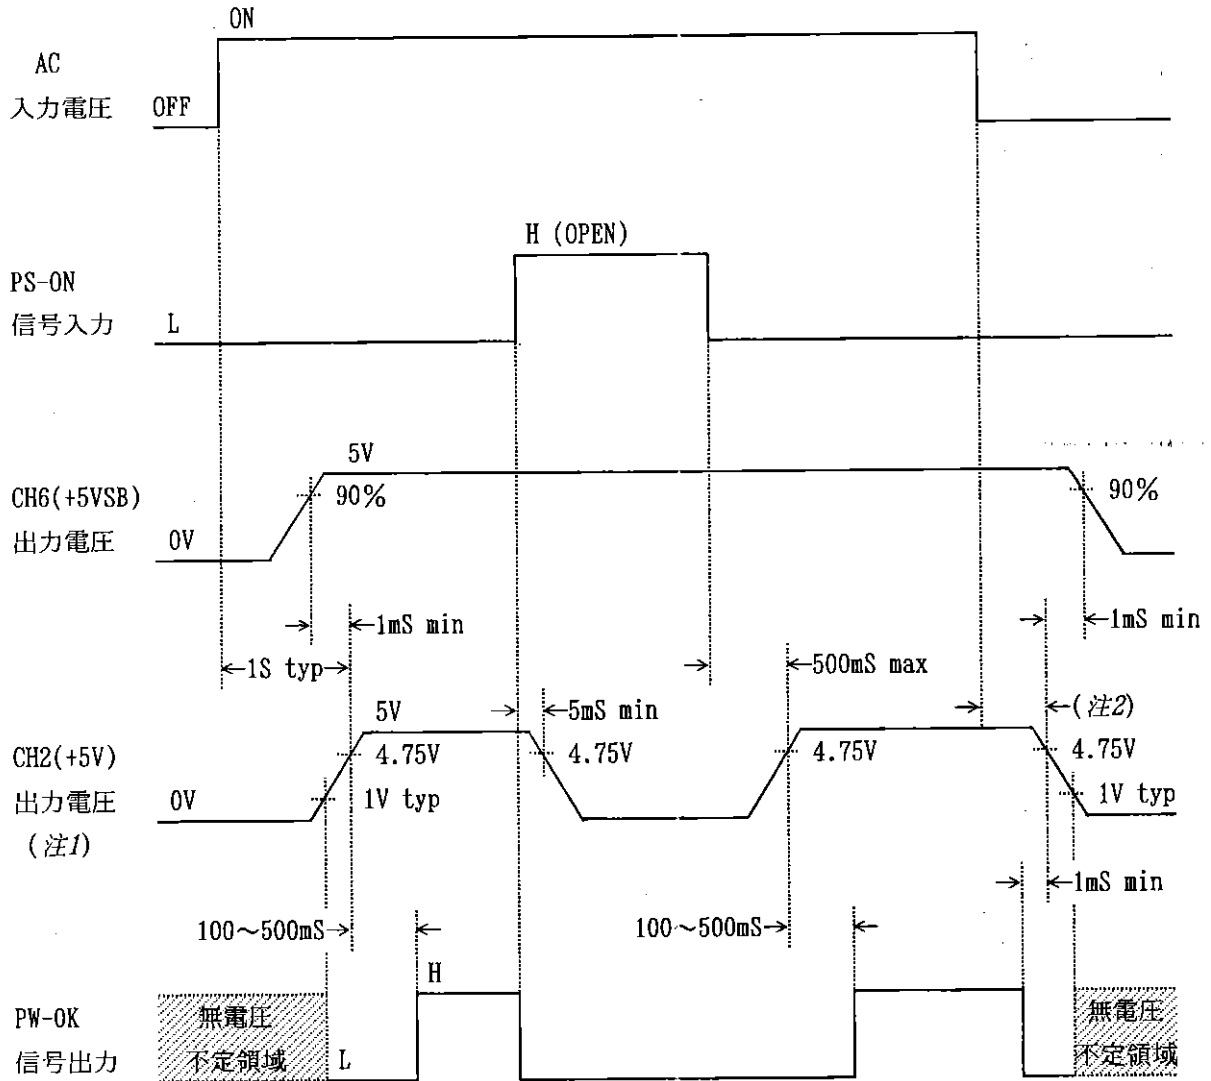 ON
AC
入力電圧
OFF
H (OPEN)
PS-ON
信号入力
L
5V
CH6(+5VSB)
90%
90%
出力電圧
0V
1mS min
1mS min
1S typ
500mS max
5V
5mS min
(注2)
CH2(+5V)
4.75V
4.75V
4.75V
4.75V
出力電圧
0V
1V typ
1V typ
(注1)
1mS min
100～500mS
100～500mS
H
PW-OK
無電圧
無電圧
信号出力
不定領域
L
不定領域